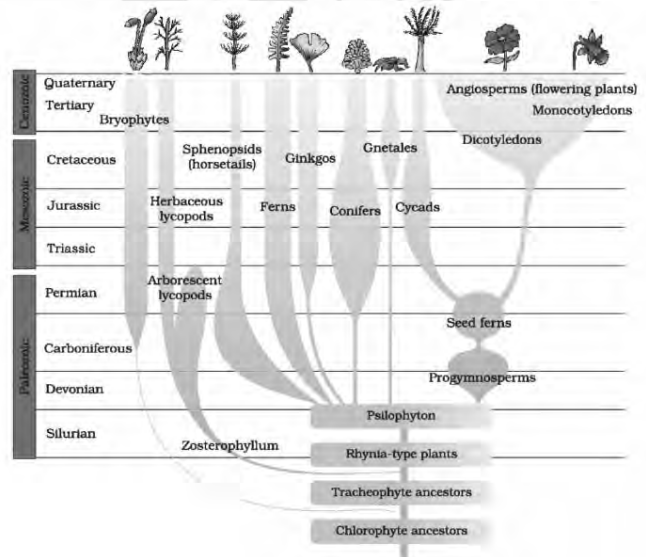 Quaternary
Angiosperms (flowering plants)
Cenozoic
Tertiary
Monocotyledons
Bryophytes
Dicotyledons
Gnetales
Sphenopsids
(horsetails)
Cretaceous
Ginkgos
Mesozoic
Jurassic
Herbaceous
lycopods
Ferns
Conifers
Cycads
Triassic
Arborescent
lycopods
Permian
Seed ferns
Paleozoic
Carboniferous
Progymnosperms
Devonian
Psilophyton
Silurian
Zosterophyllum
Rhynia-type plants
Tracheophyte ancestors
Chlorophyte ancestors